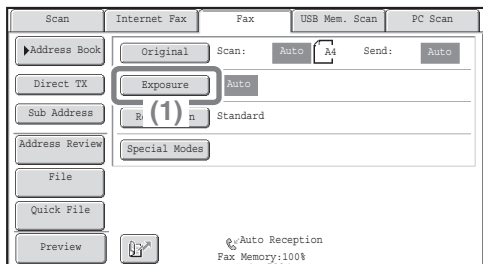 Scan Internet Fax Fax USB Mem. Scan PC Scan
Address Book Original Scan: Auto A4 Send: Auto
Direct TX Exposure Auto
Sub Address (1) Standard
Address Review Special Modes
File
Quick File
Preview Auto Reception
Fax Memory:100%